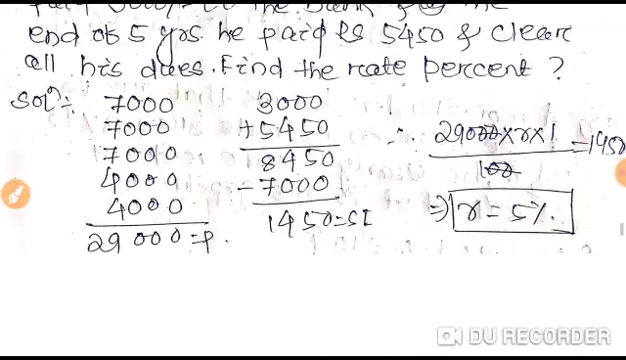 end of 5 yrs. he paid Rs 5450 & clear
all his dues. Find the rate percent ?
Solⁿ:- 7000 3000
7000 +5450
7000 8450 ∴ 29000×r×1 =1450
4000 -7000 100
4000 1450=SI ⇒ r = 5%.
29000=P.
DU RECORDER